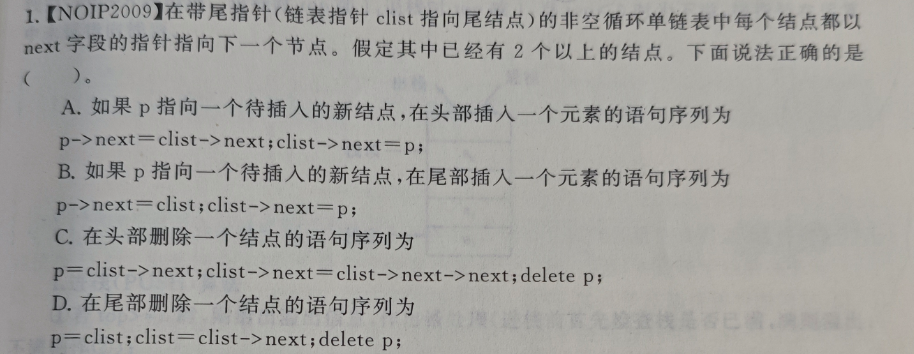 1.【NOIP2009】在带尾指针(链表指针 clist 指向尾结点)的非空循环单链表中每个结点都以
next 字段的指针指向下一个节点。假定其中已经有 2 个以上的结点。下面说法正确的是
(  )。
A. 如果 p 指向一个待插入的新结点,在头部插入一个元素的语句序列为
p->next=clist->next;clist->next=p;
B. 如果 p 指向一个待插入的新结点,在尾部插入一个元素的语句序列为
p->next=clist;clist->next=p;
C. 在头部删除一个结点的语句序列为
p=clist->next;clist->next=clist->next->next;delete p;
D. 在尾部删除一个结点的语句序列为
p=clist;clist=clist->next;delete p;